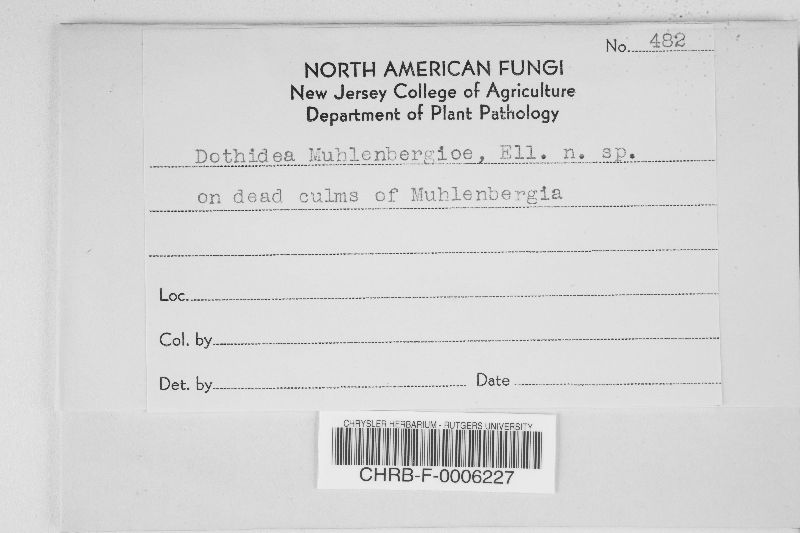 No. 482
NORTH AMERICAN FUNGI
New Jersey College of Agriculture
Department of Plant Pathology
Dothidea Muhlenbergioe, Ell. n. sp.
on dead culms of Muhlenbergia
Loc.
Col. by
Det. by Date
CHRYSLER HERBARIUM - RUTGERS UNIVERSITY
CHRB-F-0006227